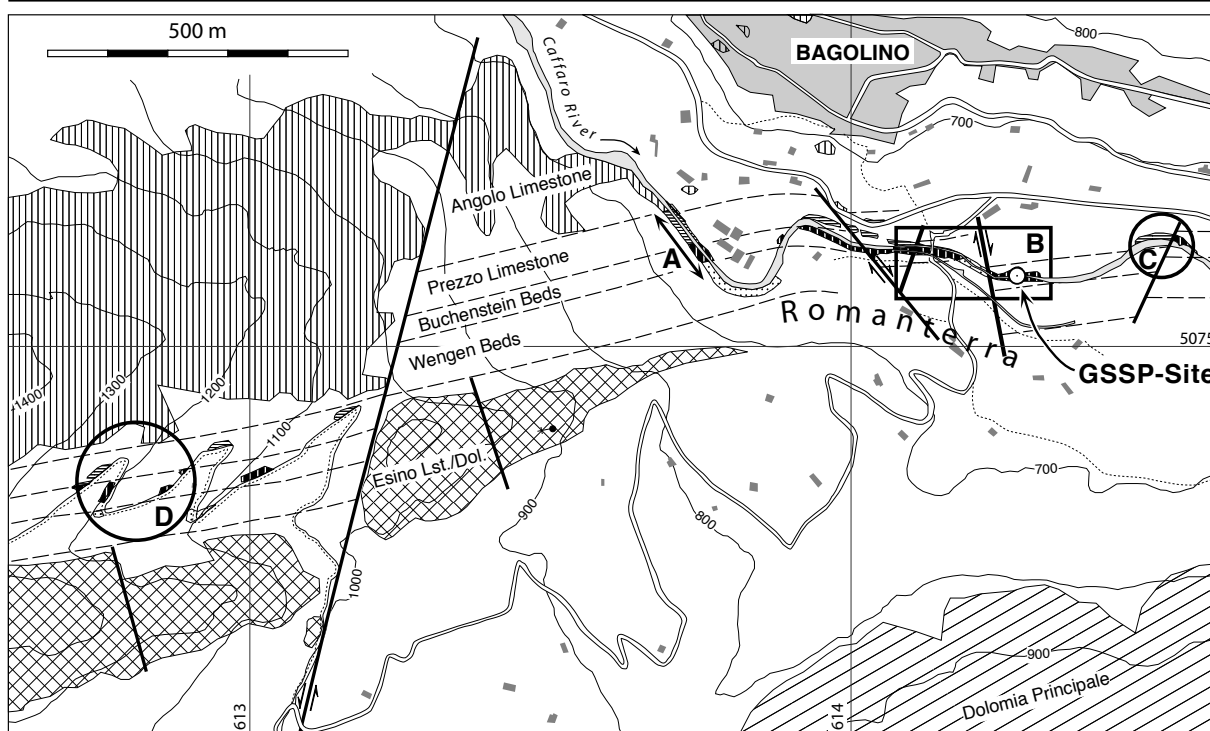 500 m
BAGOLINO
800
Caffaro River
700
Angolo Limestone
A
B
C
Prezzo Limestone
Buchenstein Beds
Romanterra
Wengen Beds
5075
GSSP-Site
1400
1300
1200
1100
Esino Lst./Dol.
D
700
900
800
1000
900
Dolomia Principale
613
614